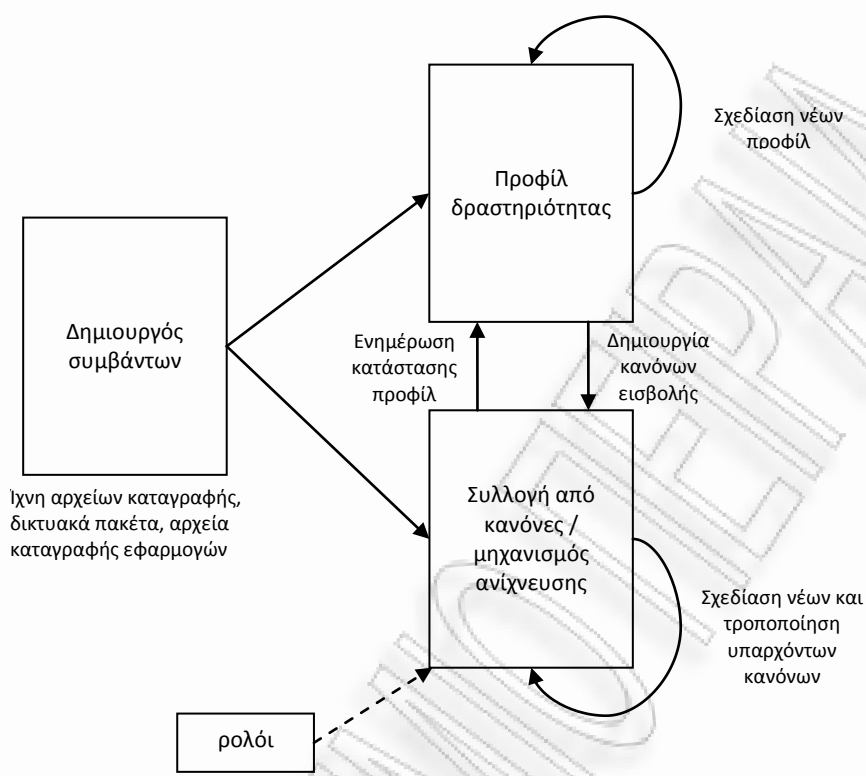 Σχεδίαση νέων
προφίλ
Προφίλ
δραστηριότητας
Δημιουργός
συμβάντων
Ενημέρωση
κατάστασης
προφίλ
Δημιουργία
κανόνων
εισβολής
Ίχνη αρχείων καταγραφής,
δικτυακά πακέτα, αρχεία
καταγραφής εφαρμογών
Συλλογή από
κανόνες /
μηχανισμός
ανίχνευσης
Σχεδίαση νέων και
τροποποίηση
υπαρχόντων
κανόνων
ρολόι